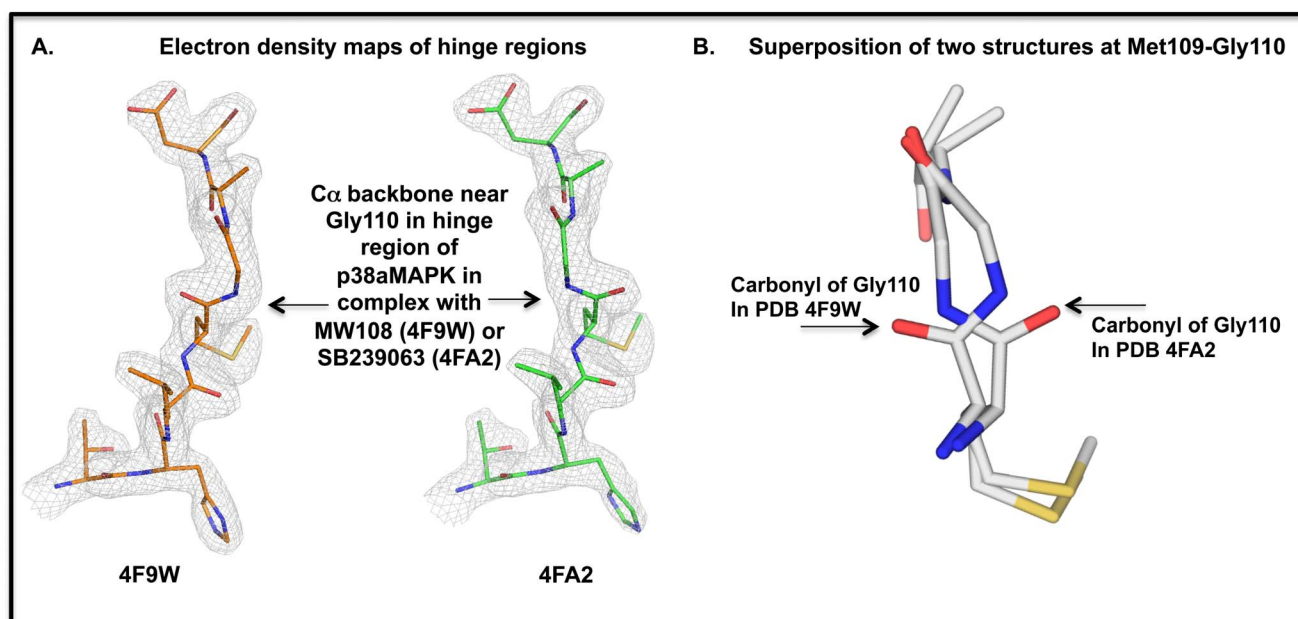 A. Electron density maps of hinge regions
Cα backbone near
Gly110 in hinge
region of
p38aMAPK in
complex with
MW108 (4F9W) or
SB239063 (4FA2)
4F9W
4FA2
B. Superposition of two structures at Met109-Gly110
Carbonyl of Gly110
In PDB 4F9W
Carbonyl of Gly110
In PDB 4FA2